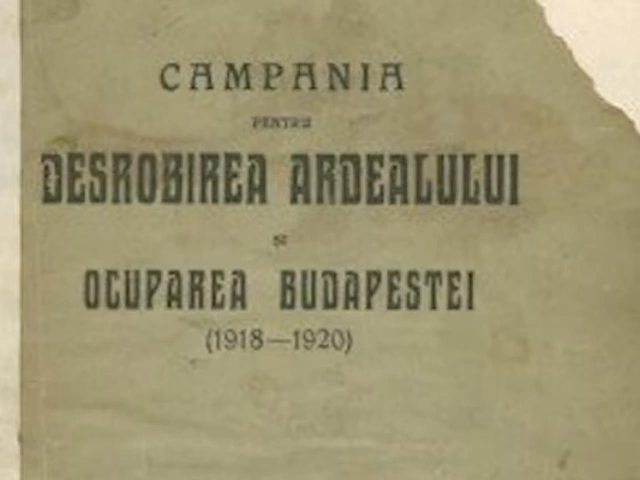 CAMPANIA
PENTRU
DESROBIREA ARDEALULUI
ȘI
OCUPAREA BUDAPESTEI
(1918—1920)